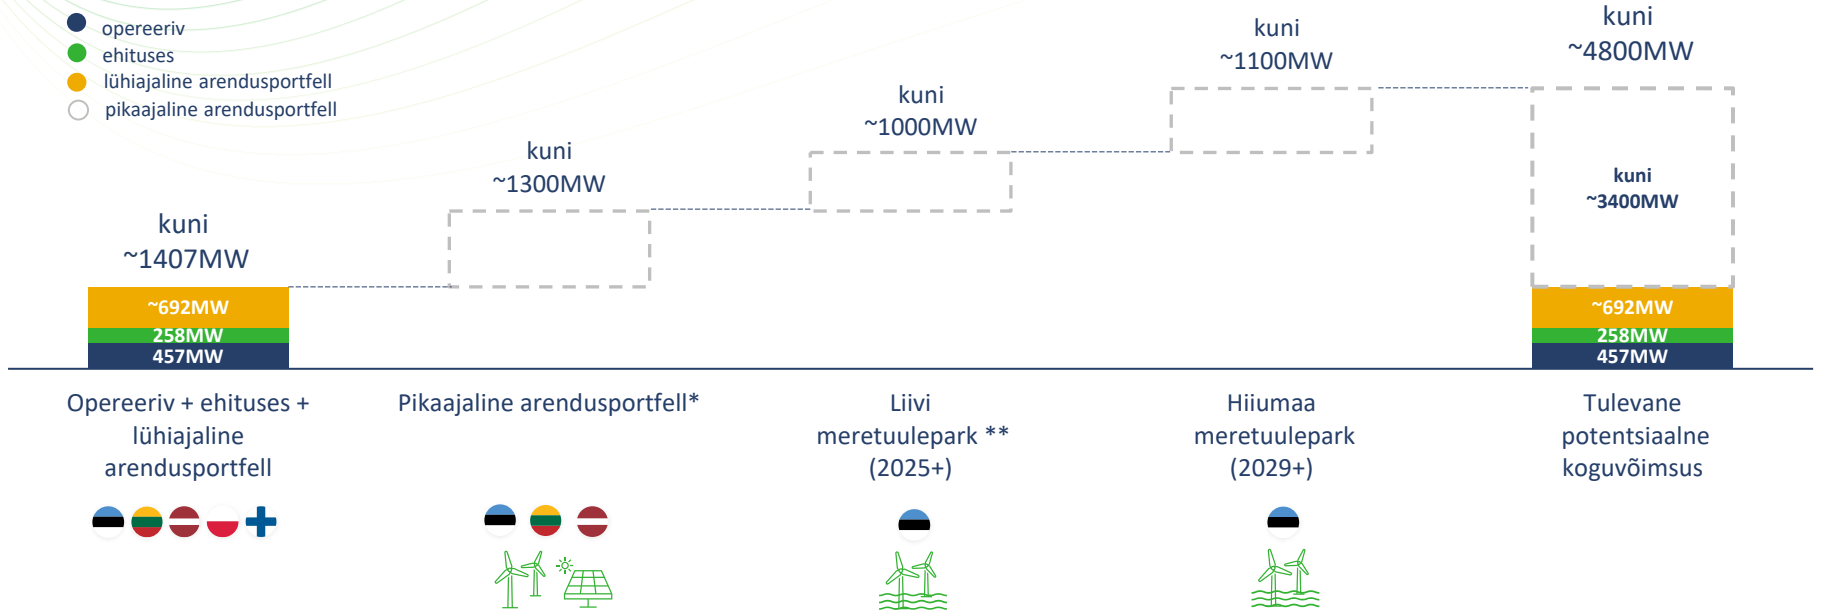 opereeriv
ehituses
lühiajaline arendusportfell
pikaajaline arendusportfell
kuni
~1407MW
~692MW
258MW
457MW
kuni
~1300MW
kuni
~1000MW
kuni
~1100MW
kuni
~4800MW
kuni
~3400MW
~692MW
258MW
457MW
Opereeriv + ehituses +
lühiajaline
arendusportfell
Pikaajaline arendusportfell*
Liivi
meretuulepark **
(2025+)
Hiiumaa
meretuulepark
(2029+)
Tulevane
potentsiaalne
koguvõimsus